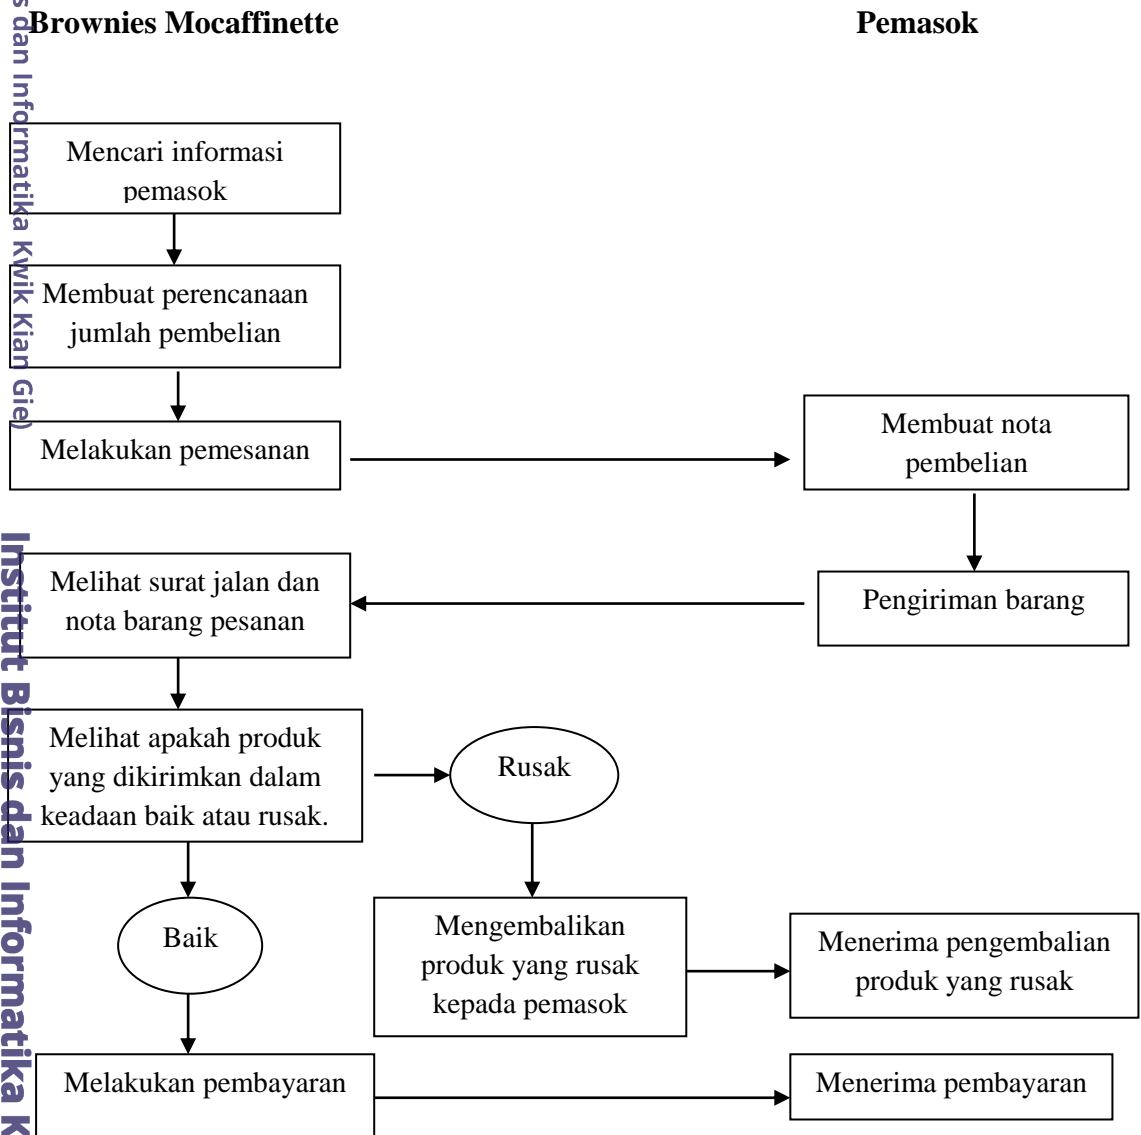 Brownies Mocaffinette
Pemasok
Mencari informasi
pemasok
Membuat perencanaan
jumlah pembelian
Melakukan pemesanan
Membuat nota
pembelian
Pengiriman barang
Melihat surat jalan dan
nota barang pesanan
Melihat apakah produk
yang dikirimkan dalam
keadaan baik atau rusak.
Rusak
Baik
Mengembalikan
produk yang rusak
kepada pemasok
Menerima pengembalian
produk yang rusak
Melakukan pembayaran
Menerima pembayaran
dan Informatika Kwik Kian Gie)
Institut Bisnis dan Informatika